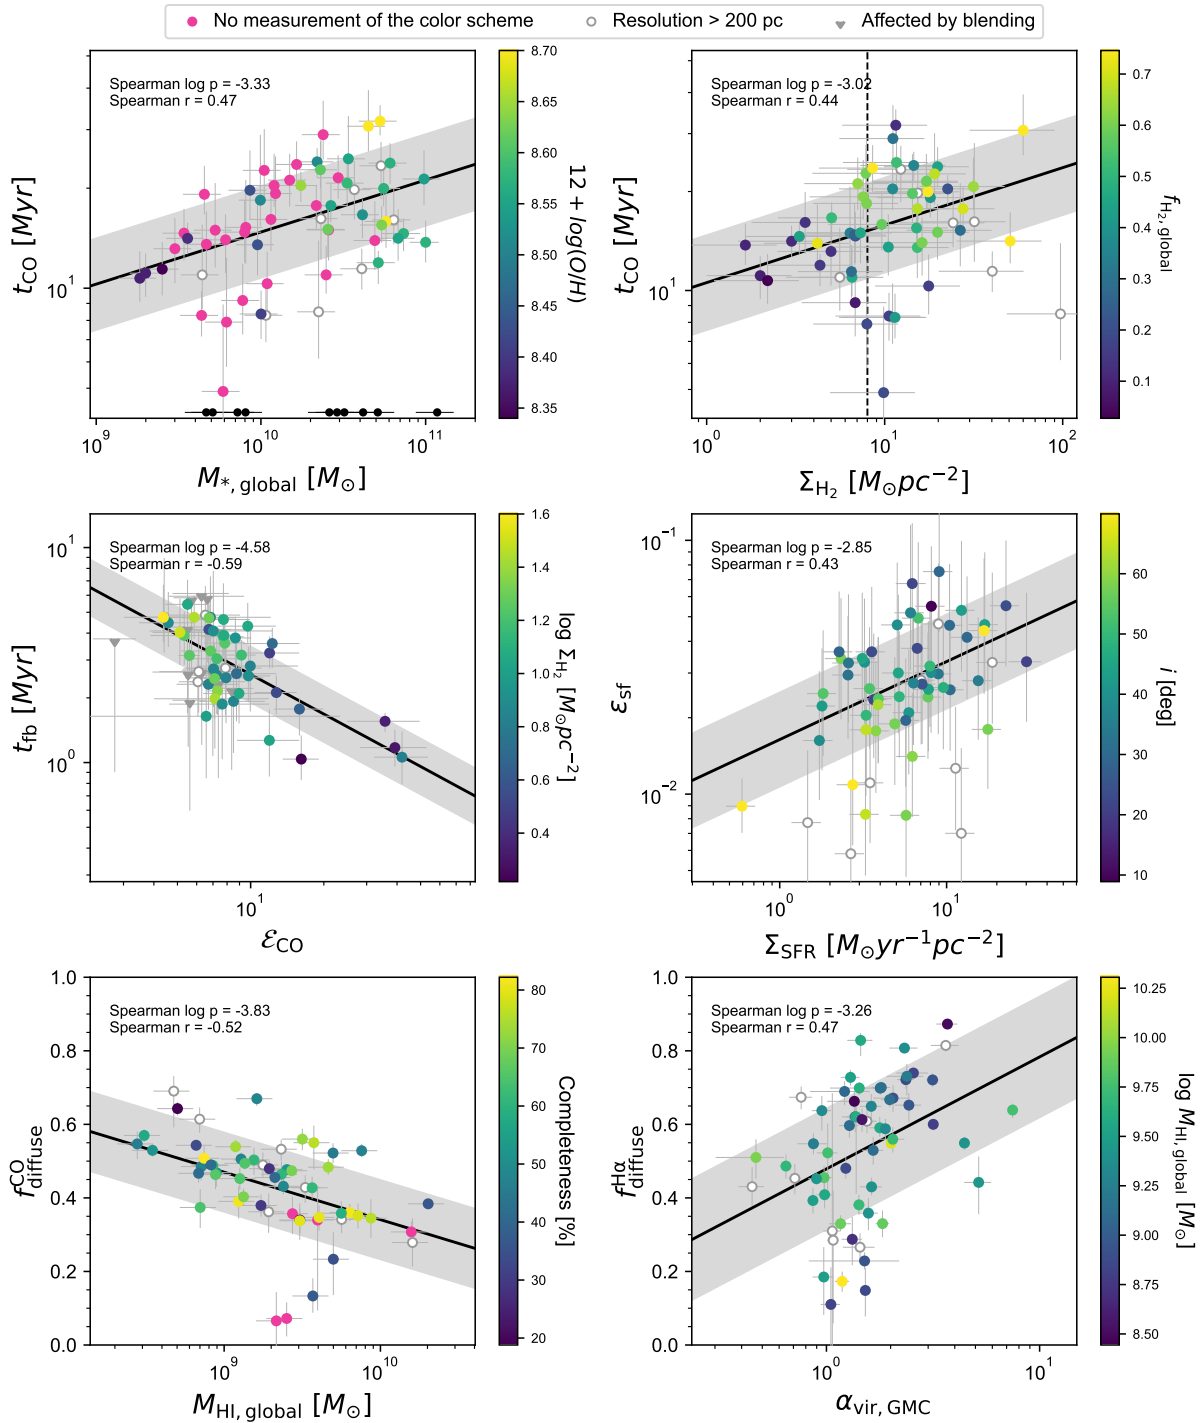 No measurement of the color scheme Resolution > 200 pc Affected by blending
Spearman log p = -3.33
Spearman r = 0.47
t_CO [Myr]
10^1
10^9 10^10 10^11
M_*, global [M_⊙]
8.70
8.65
8.60
8.55
8.50
8.45
8.40
8.35
12 + log(O/H)
Spearman log p = -3.02
Spearman r = 0.44
t_CO [Myr]
10^1
10^0 10^1 10^2
Σ_H₂ [M_⊙pc^−2]
0.7
0.6
0.5
0.4
0.3
0.2
0.1
f_H₂, global
Spearman log p = -4.58
Spearman r = -0.59
t_fb [Myr]
10^1
10^0
10^1
ℰ_CO
1.6
1.4
1.2
1.0
0.8
0.6
0.4
log Σ_H₂ [M_⊙pc^−2]
Spearman log p = -2.85
Spearman r = 0.43
ε_sf
10^−1
10^−2
10^0 10^1
Σ_SFR [M_⊙yr^−1pc^−2]
60
50
40
30
20
10
i [deg]
Spearman log p = -3.83
Spearman r = -0.52
f^CO_diffuse
1.0
0.8
0.6
0.4
0.2
0.0
10^9 10^10
M_HI, global [M_⊙]
80
70
60
50
40
30
20
Completeness [%]
Spearman log p = -3.26
Spearman r = 0.47
f^Hα_diffuse
1.0
0.8
0.6
0.4
0.2
0.0
10^0 10^1
α_vir, GMC
10.25
10.00
9.75
9.50
9.25
9.00
8.75
8.50
log M_HI, global [M_⊙]